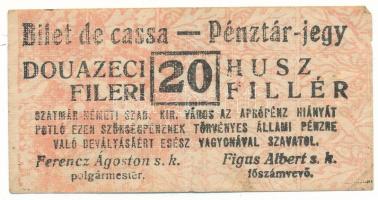 Bilet de cassa — Pénztár-jegy
DOUAZECI 20 HUSZ
FILERI FILLÉR
SZATMÁR-NÉMETI SZAB. KIR. VÁROS AZ APRÓPÉNZ HIÁNYÁT
PÓTLÓ EZEN SZÜKSÉGPÉNZNEK TÖRVÉNYES ÁLLAMI PÉNZRE
VALÓ BEVÁLTÁSÁÉRT EGÉSZ VAGYONÁVAL SZAVATOL.
Ferencz Ágoston s. k. Figus Albert s. k.
polgármester. főszámvevő.